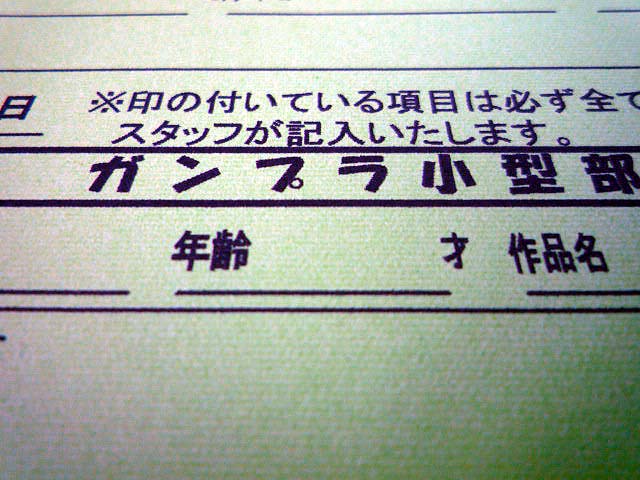 日 ※印の付いている項目は必ず全て
スタッフが記入いたします。
ガンプラ小型部
年齢 才 作品名